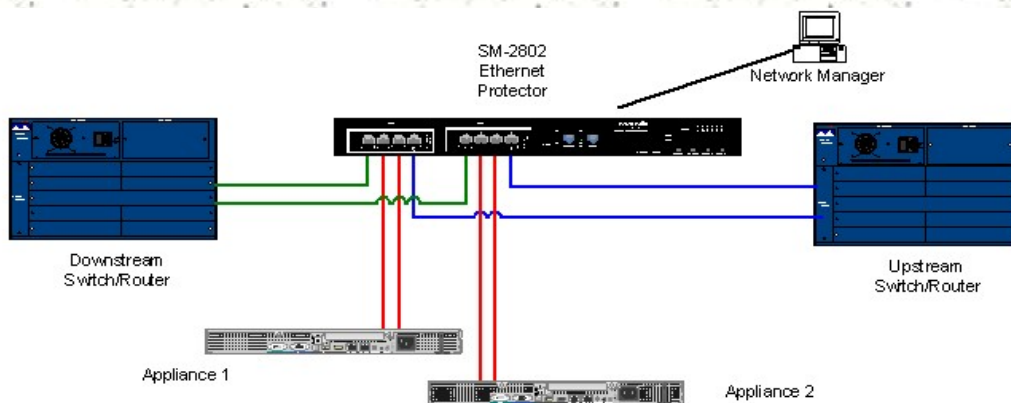 SM-2802
Ethernet
Protector
Network Manager
Downstream
Switch/Router
Upstream
Switch/Router
Appliance 1
Appliance 2